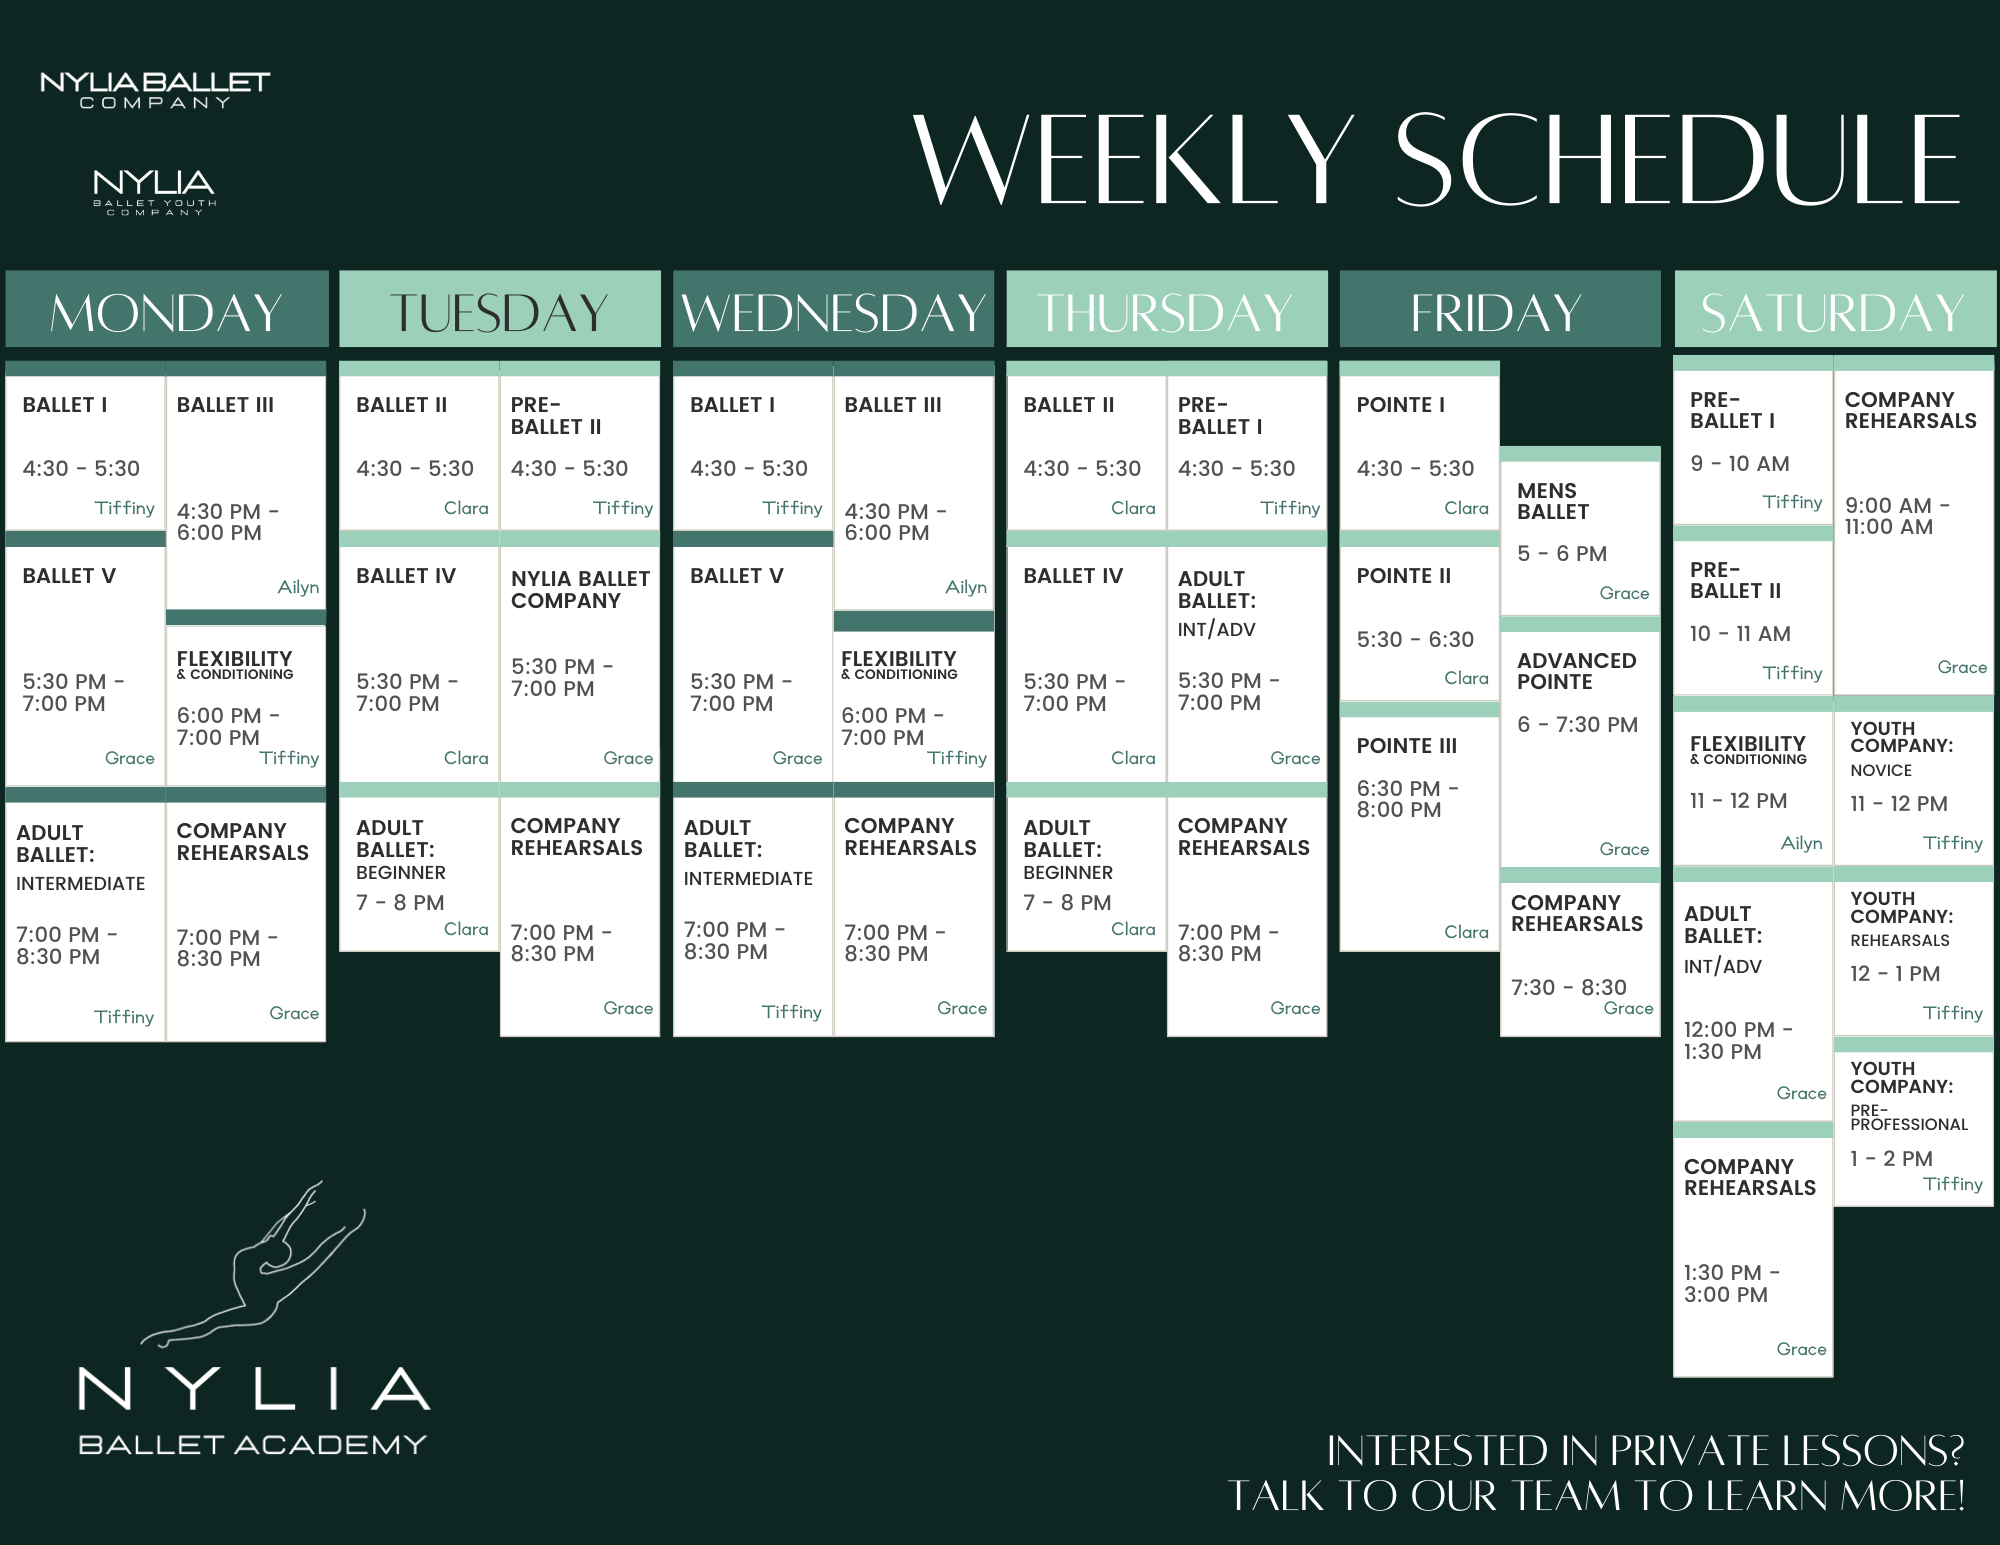 NYLIA BALLET
COMPANY
NYLIA
BALLET YOUTH
COMPANY
WEEKLY SCHEDULE
MONDAY
BALLET I
4:30 - 5:30
Tiffiny
BALLET III
4:30 PM -
6:00 PM
Ailyn
BALLET V
5:30 PM -
7:00 PM
Grace
FLEXIBILITY
& CONDITIONING
6:00 PM -
7:00 PM
Tiffiny
ADULT
BALLET:
INTERMEDIATE
7:00 PM -
8:30 PM
Tiffiny
COMPANY
REHEARSALS
7:00 PM -
8:30 PM
Grace
TUESDAY
BALLET II
4:30 - 5:30
Clara
PRE-
BALLET II
4:30 - 5:30
Tiffiny
BALLET IV
5:30 PM -
7:00 PM
Clara
NYLIA BALLET
COMPANY
5:30 PM -
7:00 PM
Grace
ADULT
BALLET:
BEGINNER
7 - 8 PM
Clara
COMPANY
REHEARSALS
7:00 PM -
8:30 PM
Grace
WEDNESDAY
BALLET I
4:30 - 5:30
Tiffiny
BALLET III
4:30 PM -
6:00 PM
Ailyn
BALLET V
5:30 PM -
7:00 PM
Grace
FLEXIBILITY
& CONDITIONING
6:00 PM -
7:00 PM
Tiffiny
ADULT
BALLET:
INTERMEDIATE
7:00 PM -
8:30 PM
Tiffiny
COMPANY
REHEARSALS
7:00 PM -
8:30 PM
Grace
THURSDAY
BALLET II
4:30 - 5:30
Clara
PRE-
BALLET I
4:30 - 5:30
Tiffiny
BALLET IV
5:30 PM -
7:00 PM
Clara
ADULT
BALLET:
INT/ADV
5:30 PM -
7:00 PM
Grace
ADULT
BALLET:
BEGINNER
7 - 8 PM
Clara
COMPANY
REHEARSALS
7:00 PM -
8:30 PM
Grace
FRIDAY
POINTE I
4:30 - 5:30
Clara
MENS
BALLET
5 - 6 PM
Grace
POINTE II
5:30 - 6:30
Clara
ADVANCED
POINTE
6 - 7:30 PM
Grace
POINTE III
6:30 PM -
8:00 PM
Clara
COMPANY
REHEARSALS
7:30 - 8:30
Grace
SATURDAY
PRE-
BALLET I
9 - 10 AM
Tiffiny
COMPANY
REHEARSALS
9:00 AM -
11:00 AM
Grace
PRE-
BALLET II
10 - 11 AM
Tiffiny
FLEXIBILITY
& CONDITIONING
11 - 12 PM
Ailyn
YOUTH
COMPANY:
NOVICE
11 - 12 PM
Tiffiny
ADULT
BALLET:
INT/ADV
12:00 PM -
1:30 PM
Grace
YOUTH
COMPANY:
REHEARSALS
12 - 1 PM
Tiffiny
YOUTH
COMPANY:
PRE-
PROFESSIONAL
1 - 2 PM
Tiffiny
COMPANY
REHEARSALS
1:30 PM -
3:00 PM
Grace
NYLIA
BALLET ACADEMY
INTERESTED IN PRIVATE LESSONS?
TALK TO OUR TEAM TO LEARN MORE!